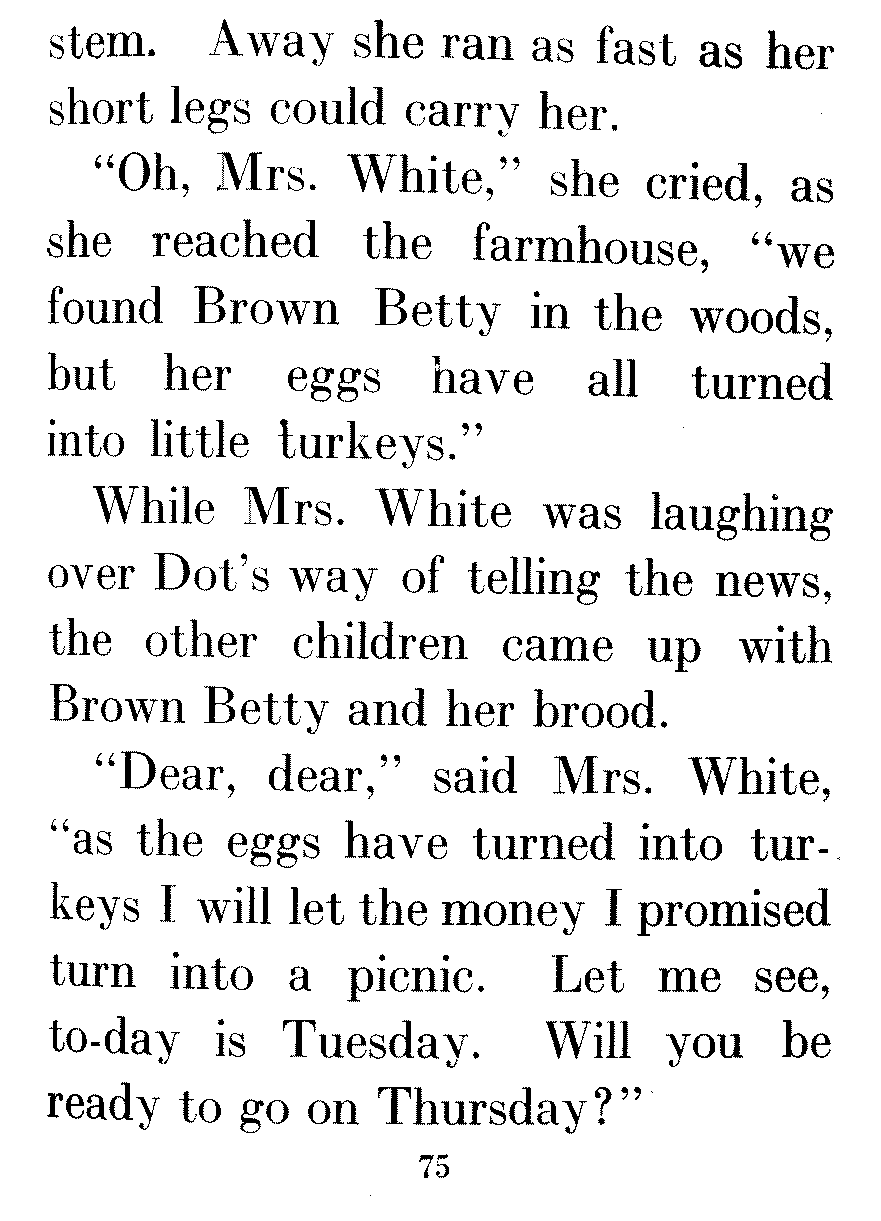 stem. Away she ran as fast as her
short legs could carry her.
“Oh, Mrs. White,” she cried, as
she reached the farmhouse, “we
found Brown Betty in the woods,
but her eggs have all turned
into little turkeys.”
While Mrs. White was laughing
over Dot’s way of telling the news,
the other children came up with
Brown Betty and her brood.
“Dear, dear,” said Mrs. White,
“as the eggs have turned into tur-
keys I will let the money I promised
turn into a picnic. Let me see,
to-day is Tuesday. Will you be
ready to go on Thursday?”
75